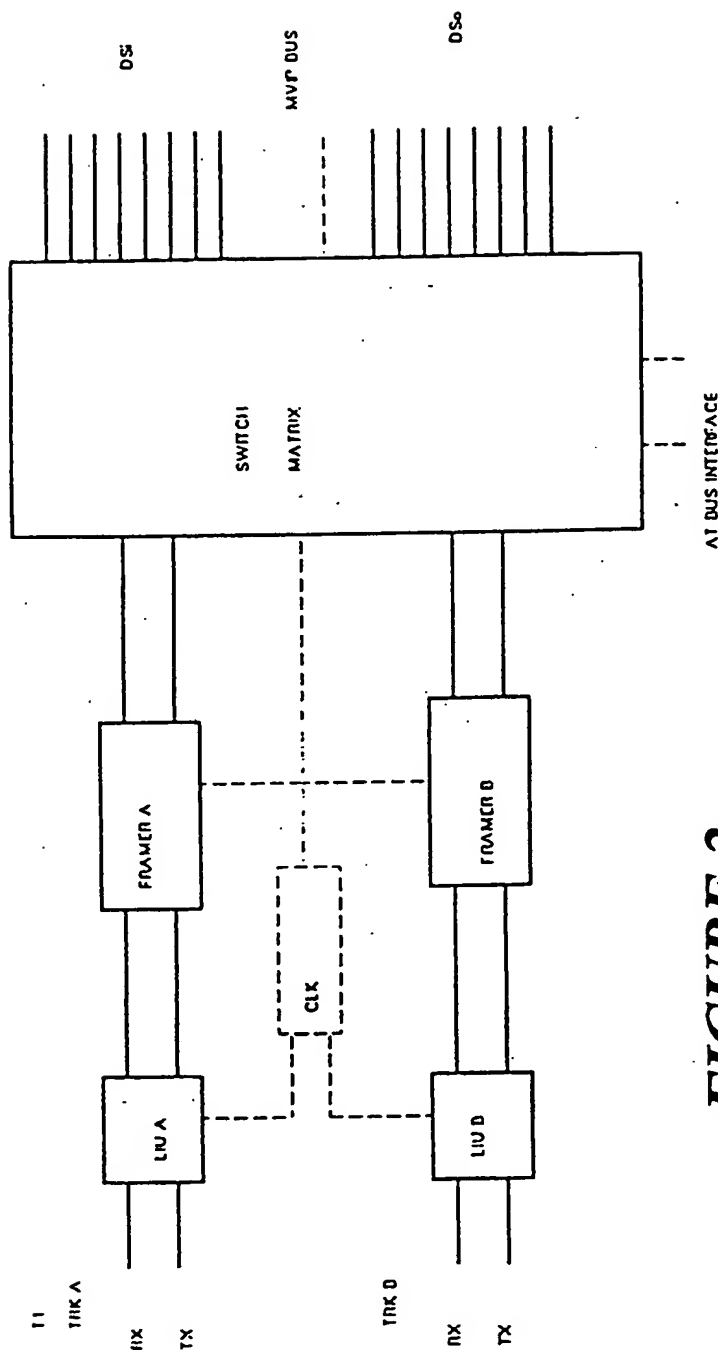 T1
TRK A
RX
TX
TRK B
RX
TX
LIU A
LIU B
CLK
FRAMER A
FRAMER B
SWITCH
MATRIX
DSi
MVIP BUS
DSo
AT BUS INTERFACE